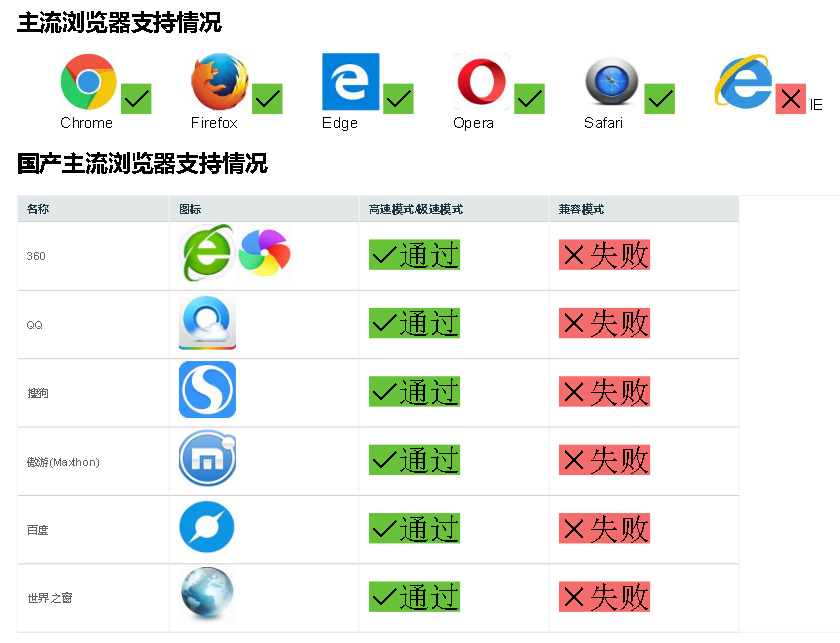 主流浏览器支持情况
IE
Chrome Firefox Edge Opera Safari
国产主流浏览器支持情况
名称 图标 高速模式/极速模式 兼容模式
360 通过 失败
QQ 通过 失败
搜狗 通过 失败
傲游(Maxthon) 通过 失败
百度 通过 失败
世界之窗 通过 失败